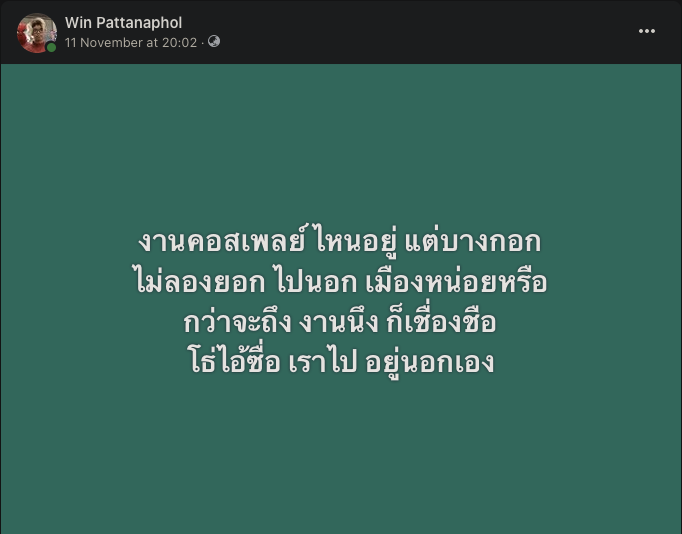 Win Pattanaphol
11 November at 20:02 ·
งานคอสเพลย์ ไหนอยู่ แต่บางกอก
ไม่ลองยอก ไปนอก เมืองหน่อยหรือ
กว่าจะถึง งานนึง ก็เชื่องชือ
โธ่ไอ้ซื่อ เราไป อยู่นอกเอง